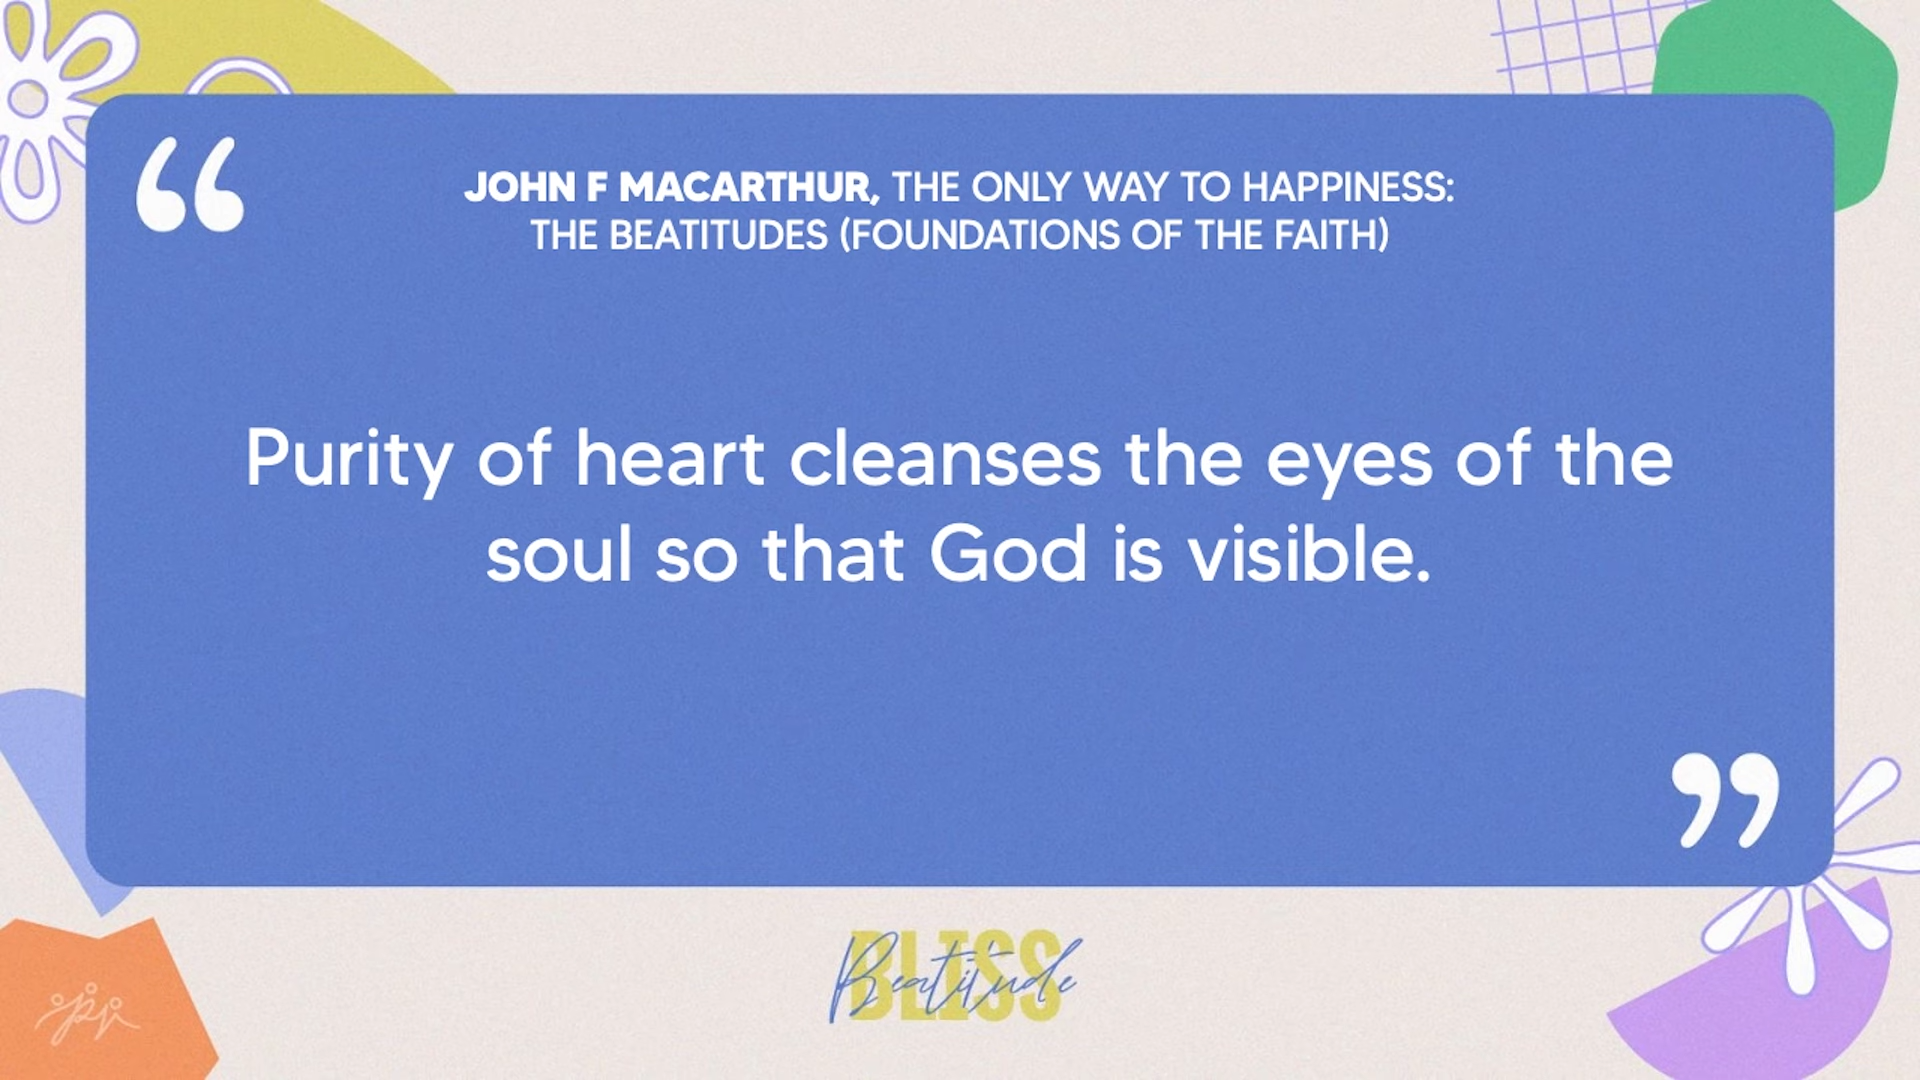 “
JOHN F MACARTHUR, THE ONLY WAY TO HAPPINESS:
THE BEATITUDES (FOUNDATIONS OF THE FAITH)
Purity of heart cleanses the eyes of the
soul so that God is visible.
”
BLISS
Beatitude